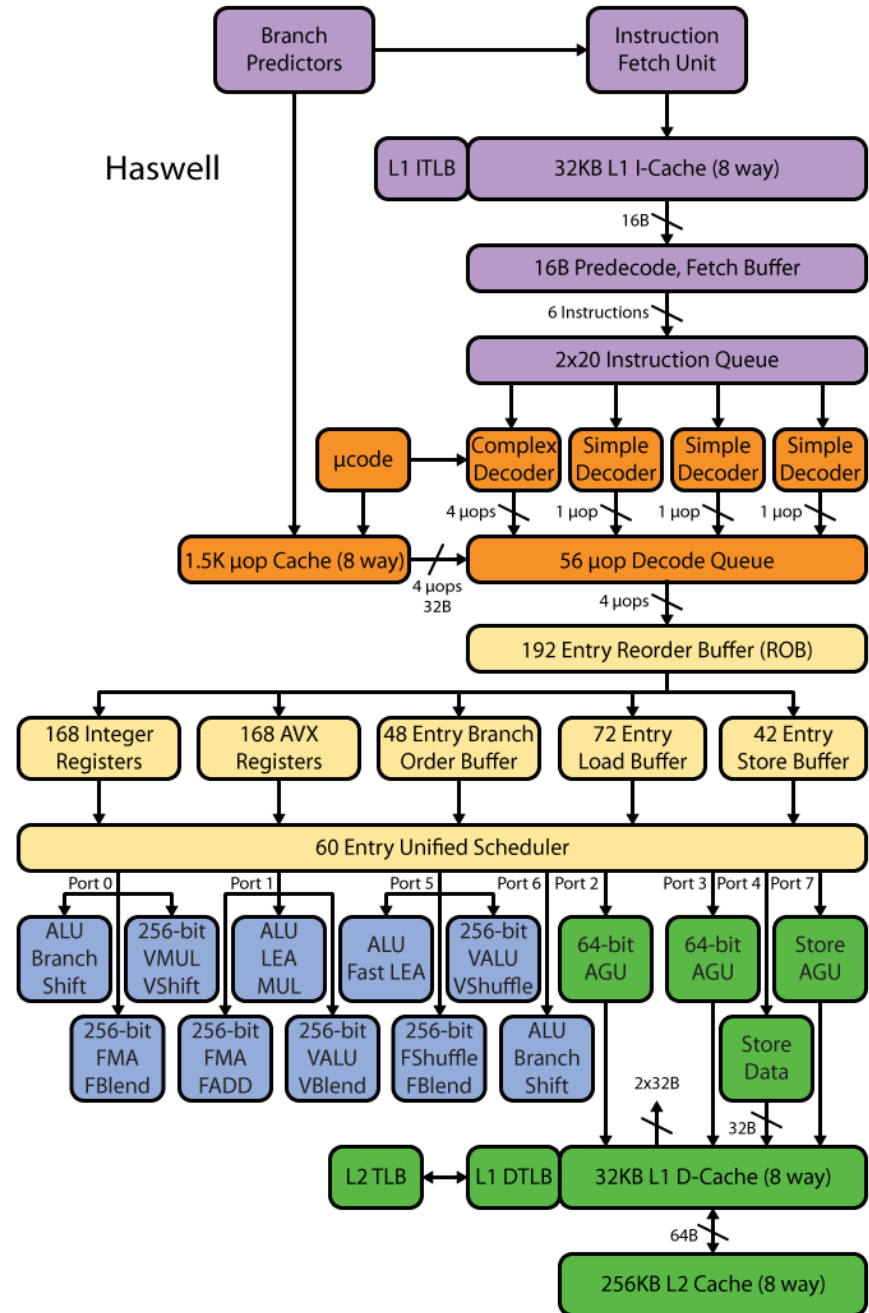 Branch
Predictors
Instruction
Fetch Unit
Haswell
L1 ITLB
32KB L1 I-Cache (8 way)
16B
16B Predecode, Fetch Buffer
6 Instructions
2x20 Instruction Queue
μcode
Complex
Decoder
Simple
Decoder
Simple
Decoder
Simple
Decoder
4 μops
1 μop
1 μop
1 μop
1.5K μop Cache (8 way)
4 μops
32B
56 μop Decode Queue
4 μops
192 Entry Reorder Buffer (ROB)
168 Integer
Registers
168 AVX
Registers
48 Entry Branch
Order Buffer
72 Entry
Load Buffer
42 Entry
Store Buffer
60 Entry Unified Scheduler
Port 0
Port 1
Port 5
Port 6
Port 2
Port 3
Port 4
Port 7
ALU
Branch
Shift
256-bit
VMUL
VShift
ALU
LEA
MUL
ALU
Fast LEA
256-bit
VALU
VShuffle
64-bit
AGU
64-bit
AGU
Store
AGU
256-bit
FMA
FBlend
256-bit
FMA
FADD
256-bit
VALU
VBlend
256-bit
FShuffle
FBlend
ALU
Branch
Shift
Store
Data
2x32B
32B
L2 TLB
L1 DTLB
32KB L1 D-Cache (8 way)
64B
256KB L2 Cache (8 way)